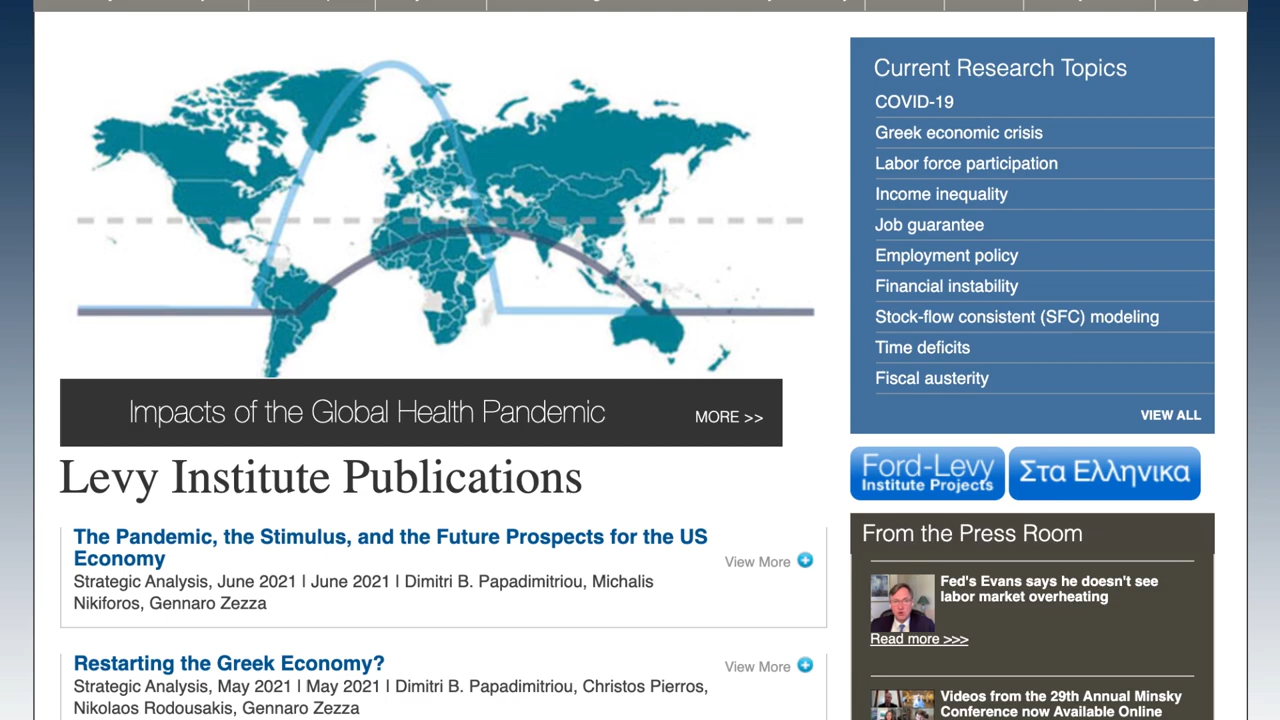 Impacts of the Global Health Pandemic
MORE >>
Levy Institute Publications
The Pandemic, the Stimulus, and the Future Prospects for the US
Economy
View More
Strategic Analysis, June 2021 | June 2021 | Dimitri B. Papadimitriou, Michalis
Nikiforos, Gennaro Zezza
Restarting the Greek Economy?
View More
Strategic Analysis, May 2021 | May 2021 | Dimitri B. Papadimitriou, Christos Pierros,
Nikolaos Rodousakis, Gennaro Zezza
Current Research Topics
COVID-19
Greek economic crisis
Labor force participation
Income inequality
Job guarantee
Employment policy
Financial instability
Stock-flow consistent (SFC) modeling
Time deficits
Fiscal austerity
VIEW ALL
Ford-Levy
Institute Projects
Στα Ελληνικα
From the Press Room
Fed's Evans says he doesn't see
labor market overheating
Read more >>>
Videos from the 29th Annual Minsky
Conference now Available Online